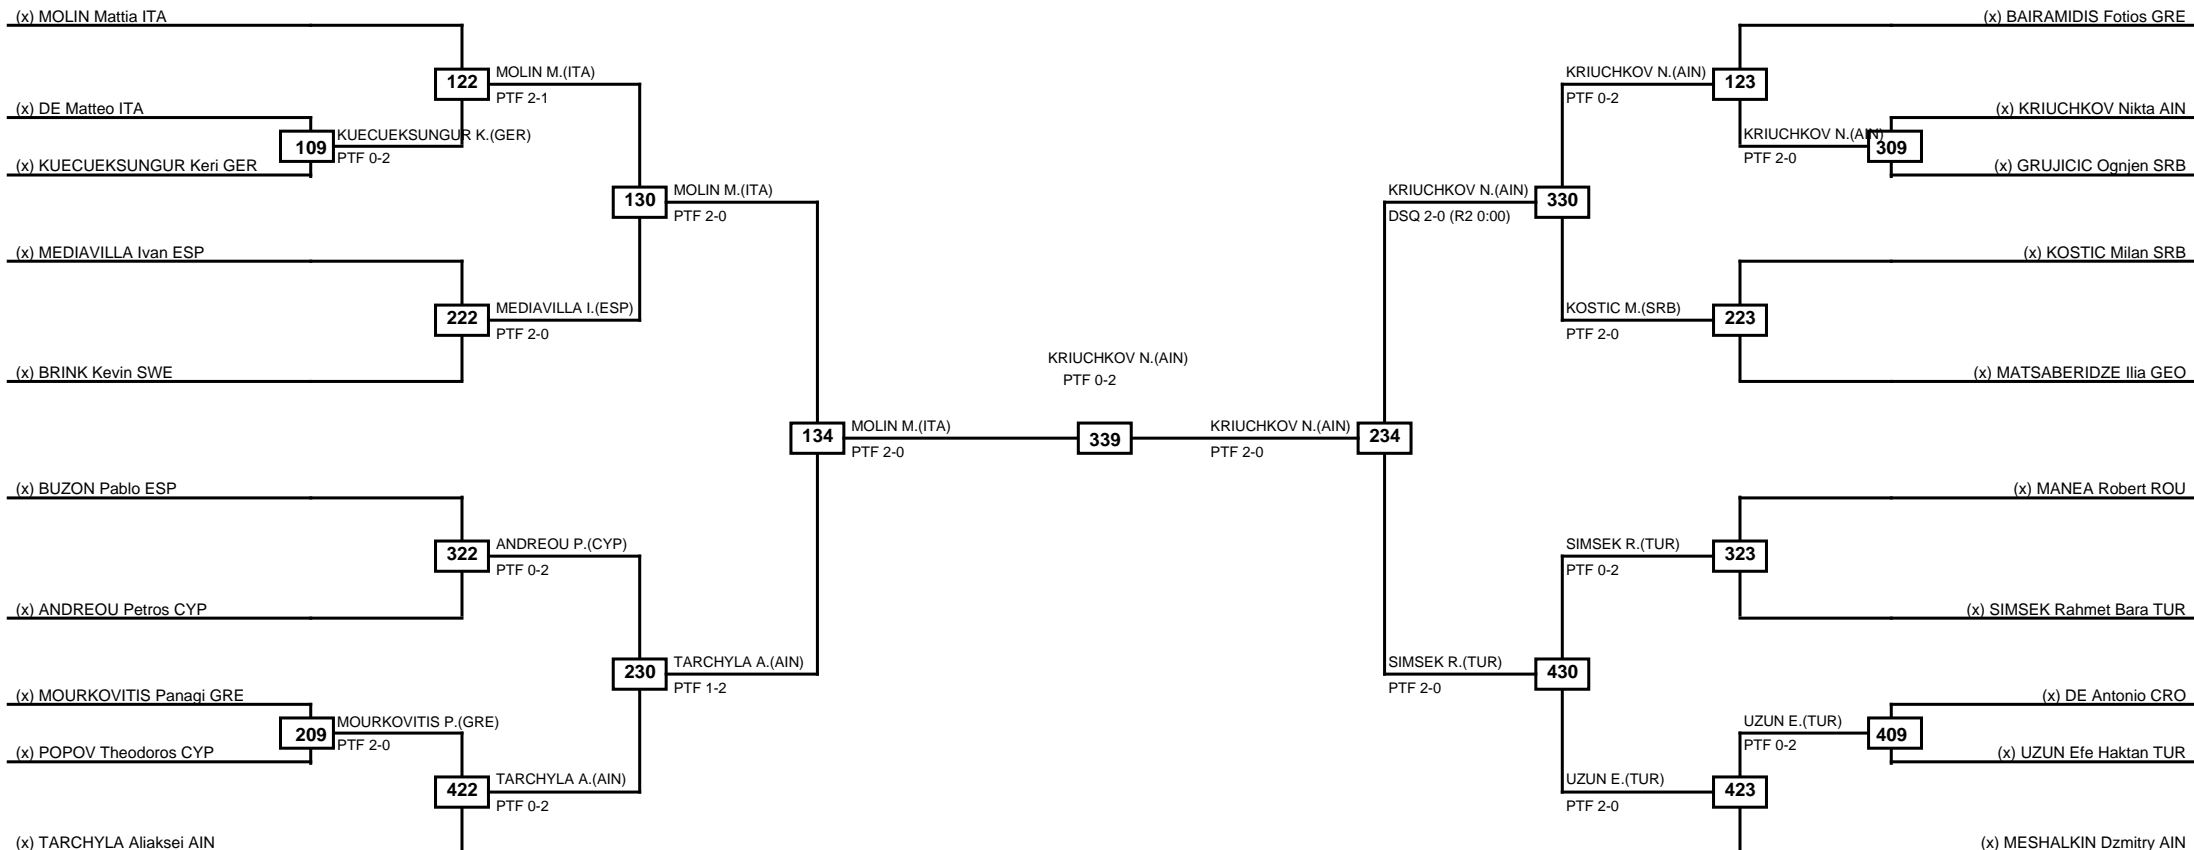 (x) MOLIN Mattia ITA
122
MOLIN M.(ITA)
PTF 2-1
(x) DE Matteo ITA
109
KUECUEKSUNGUR K.(GER)
PTF 0-2
(x) KUECUEKSUNGUR Keri GER
130
MOLIN M.(ITA)
PTF 2-0
(x) MEDIAVILLA Ivan ESP
222
MEDIAVILLA I.(ESP)
PTF 2-0
(x) BRINK Kevin SWE
134
MOLIN M.(ITA)
PTF 2-0
(x) BUZON Pablo ESP
322
ANDREOU P.(CYP)
PTF 0-2
(x) ANDREOU Petros CYP
230
TARCHYLA A.(AIN)
PTF 1-2
(x) MOURKOVITIS Panagi GRE
209
MOURKOVITIS P.(GRE)
PTF 2-0
(x) POPOV Theodoros CYP
422
TARCHYLA A.(AIN)
PTF 0-2
(x) TARCHYLA Aliaksei AIN
KRIUCHKOV N.(AIN)
PTF 0-2
339
(x) BAIRAMIDIS Fotios GRE
KRIUCHKOV N.(AIN)
PTF 0-2
123
(x) KRIUCHKOV Nikta AIN
KRIUCHKOV N.(AIN)
PTF 2-0
309
(x) GRUJICIC Ognjen SRB
KRIUCHKOV N.(AIN)
DSQ 2-0 (R2 0:00)
330
(x) KOSTIC Milan SRB
KOSTIC M.(SRB)
PTF 2-0
223
(x) MATSABERIDZE Ilia GEO
KRIUCHKOV N.(AIN)
PTF 2-0
234
(x) MANEA Robert ROU
SIMSEK R.(TUR)
PTF 0-2
323
(x) SIMSEK Rahmet Bara TUR
SIMSEK R.(TUR)
PTF 2-0
430
(x) DE Antonio CRO
UZUN E.(TUR)
PTF 0-2
409
(x) UZUN Efe Haktan TUR
UZUN E.(TUR)
PTF 2-0
423
(x) MESHALKIN Dzmitry AIN